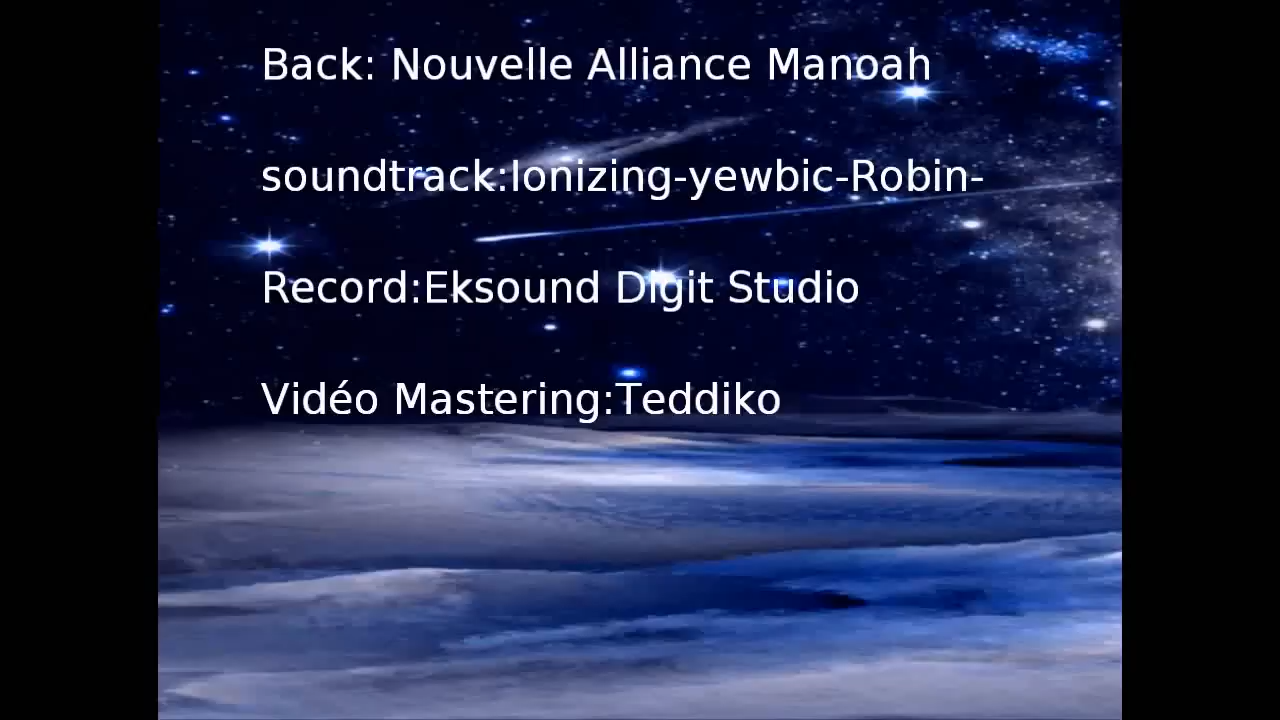 Back: Nouvelle Alliance Manoah
soundtrack:Ionizing-yewbic-Robin-
Record:Eksound Digit Studio
Vidéo Mastering:Teddiko